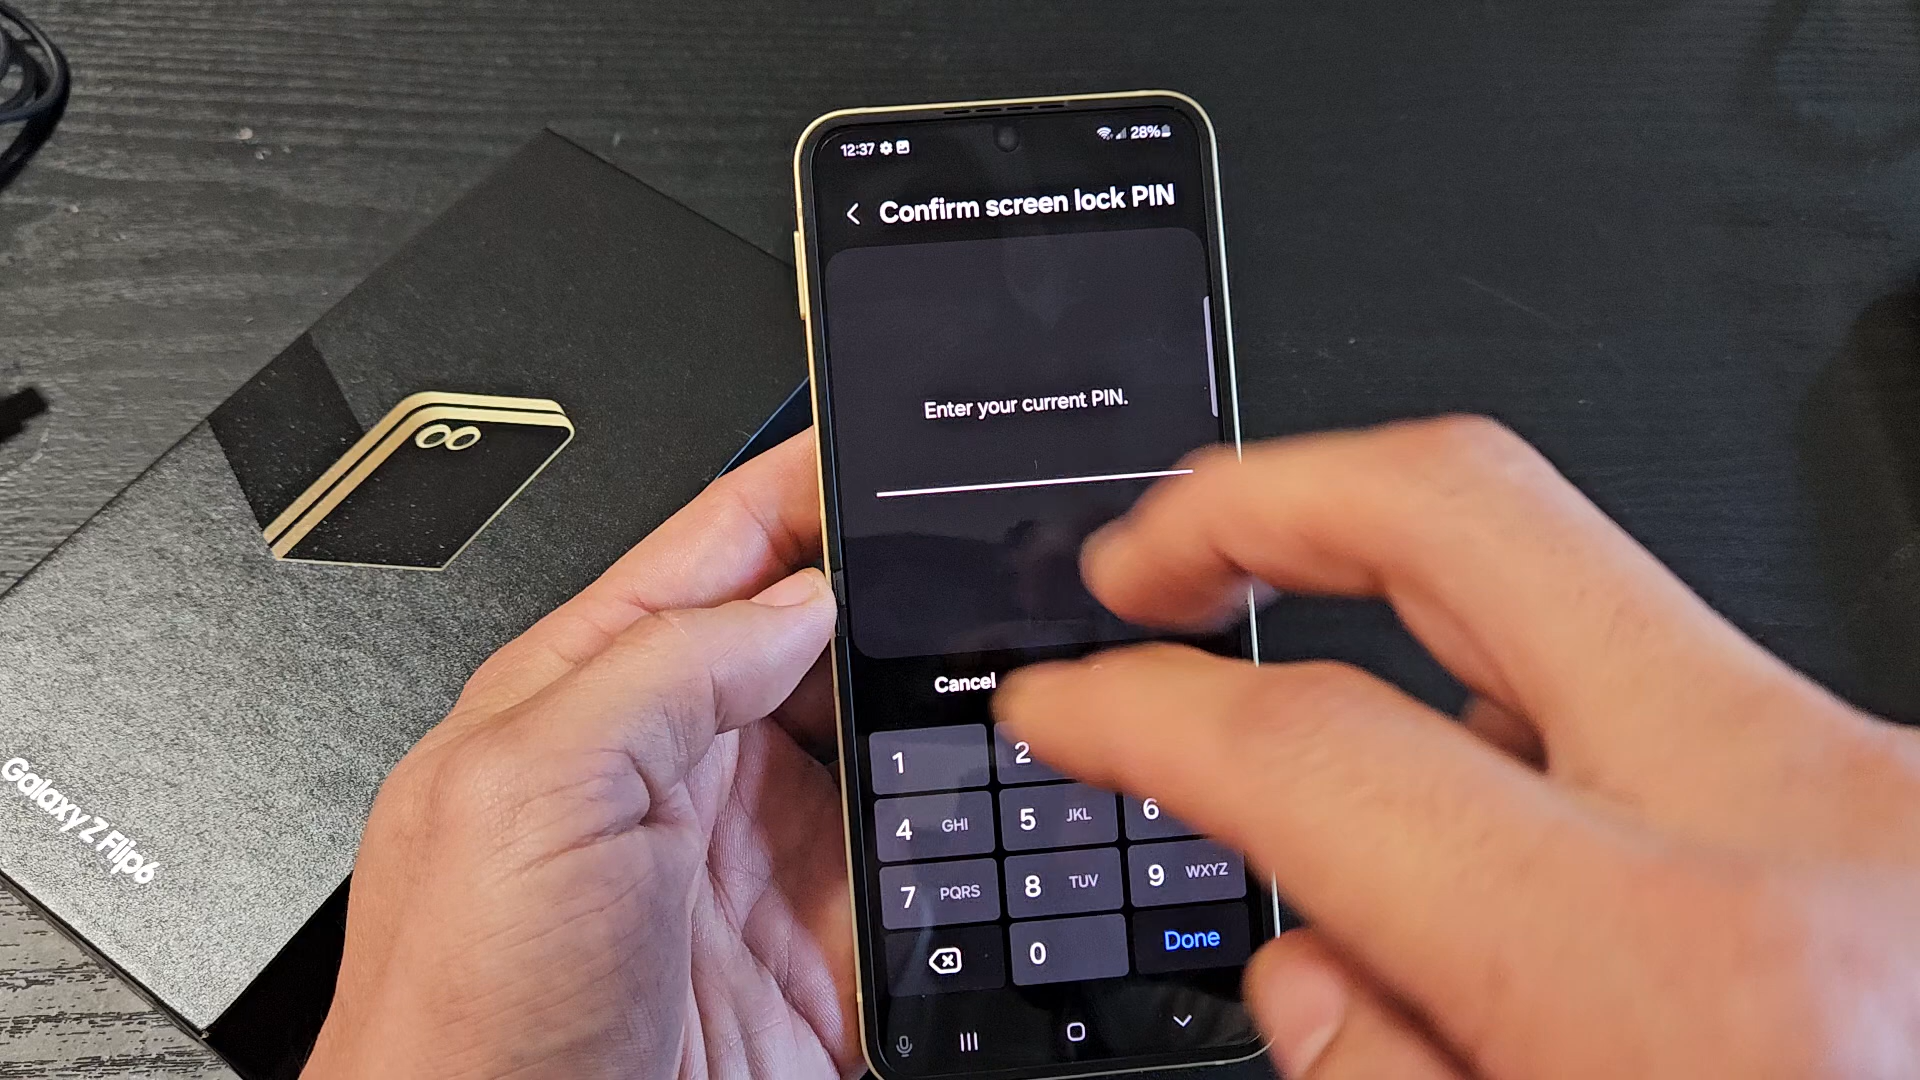 12:37
28%
Confirm screen lock PIN
Enter your current PIN.
Cancel
1
2
4 GHI
5 JKL
6
7 PQRS
8 TUV
9 WXYZ
0
Done
Galaxy Z Flip6